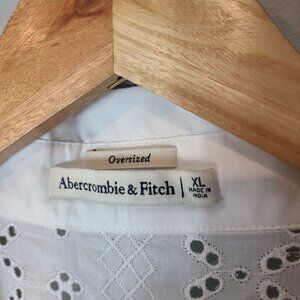 Oversized
Abercrombie & Fitch XL
MADE IN
INDIA